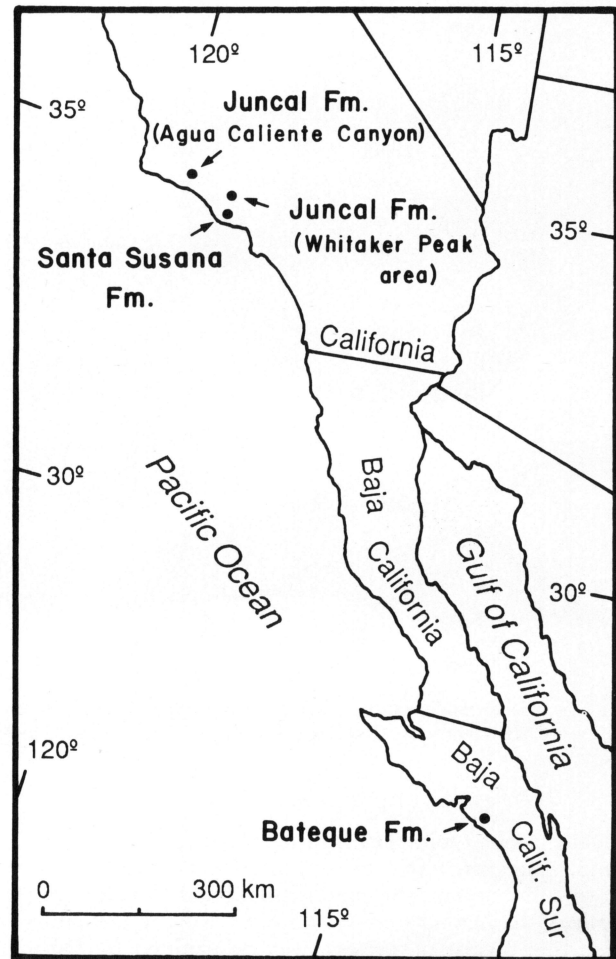 120º
115º
35º
Juncal Fm.
(Agua Caliente Canyon)
Juncal Fm.
(Whitaker Peak
area)
35º
Santa Susana
Fm.
California
30º
Pacific Ocean
Baja
California
Gulf of California
30º
120º
Baja
Calif. Sur
Bateque Fm.
0 300 km
115º